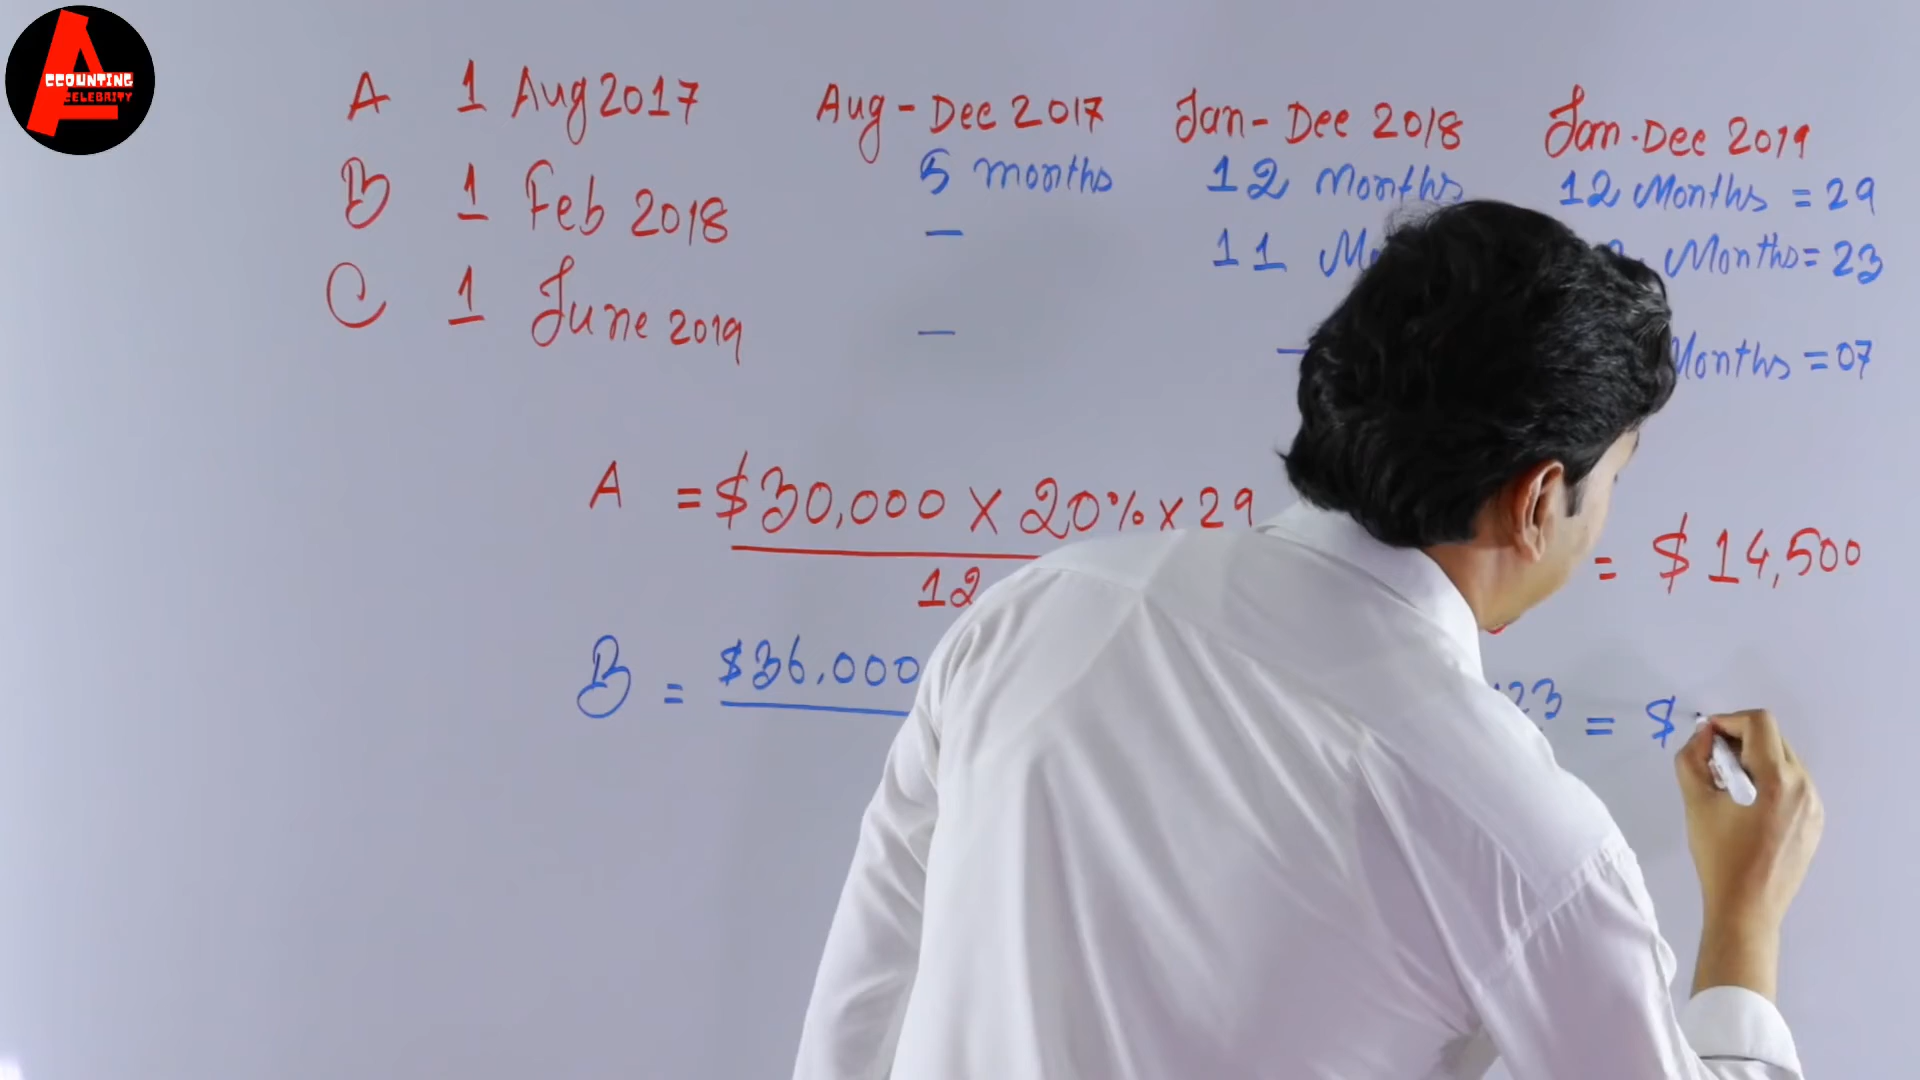 ACCOUNTING
CELEBRITY
A 1 Aug 2017 Aug - Dec 2017 Jan - Dec 2018 Jan - Dec 2019
5 months 12 Months 12 Months = 29
B 1 Feb 2018 - 11 Months = 23
C 1 June 2019 - - Months = 07
A = $30,000 X 20% X 29 = $14,500
12
B = $36,000 23 = $